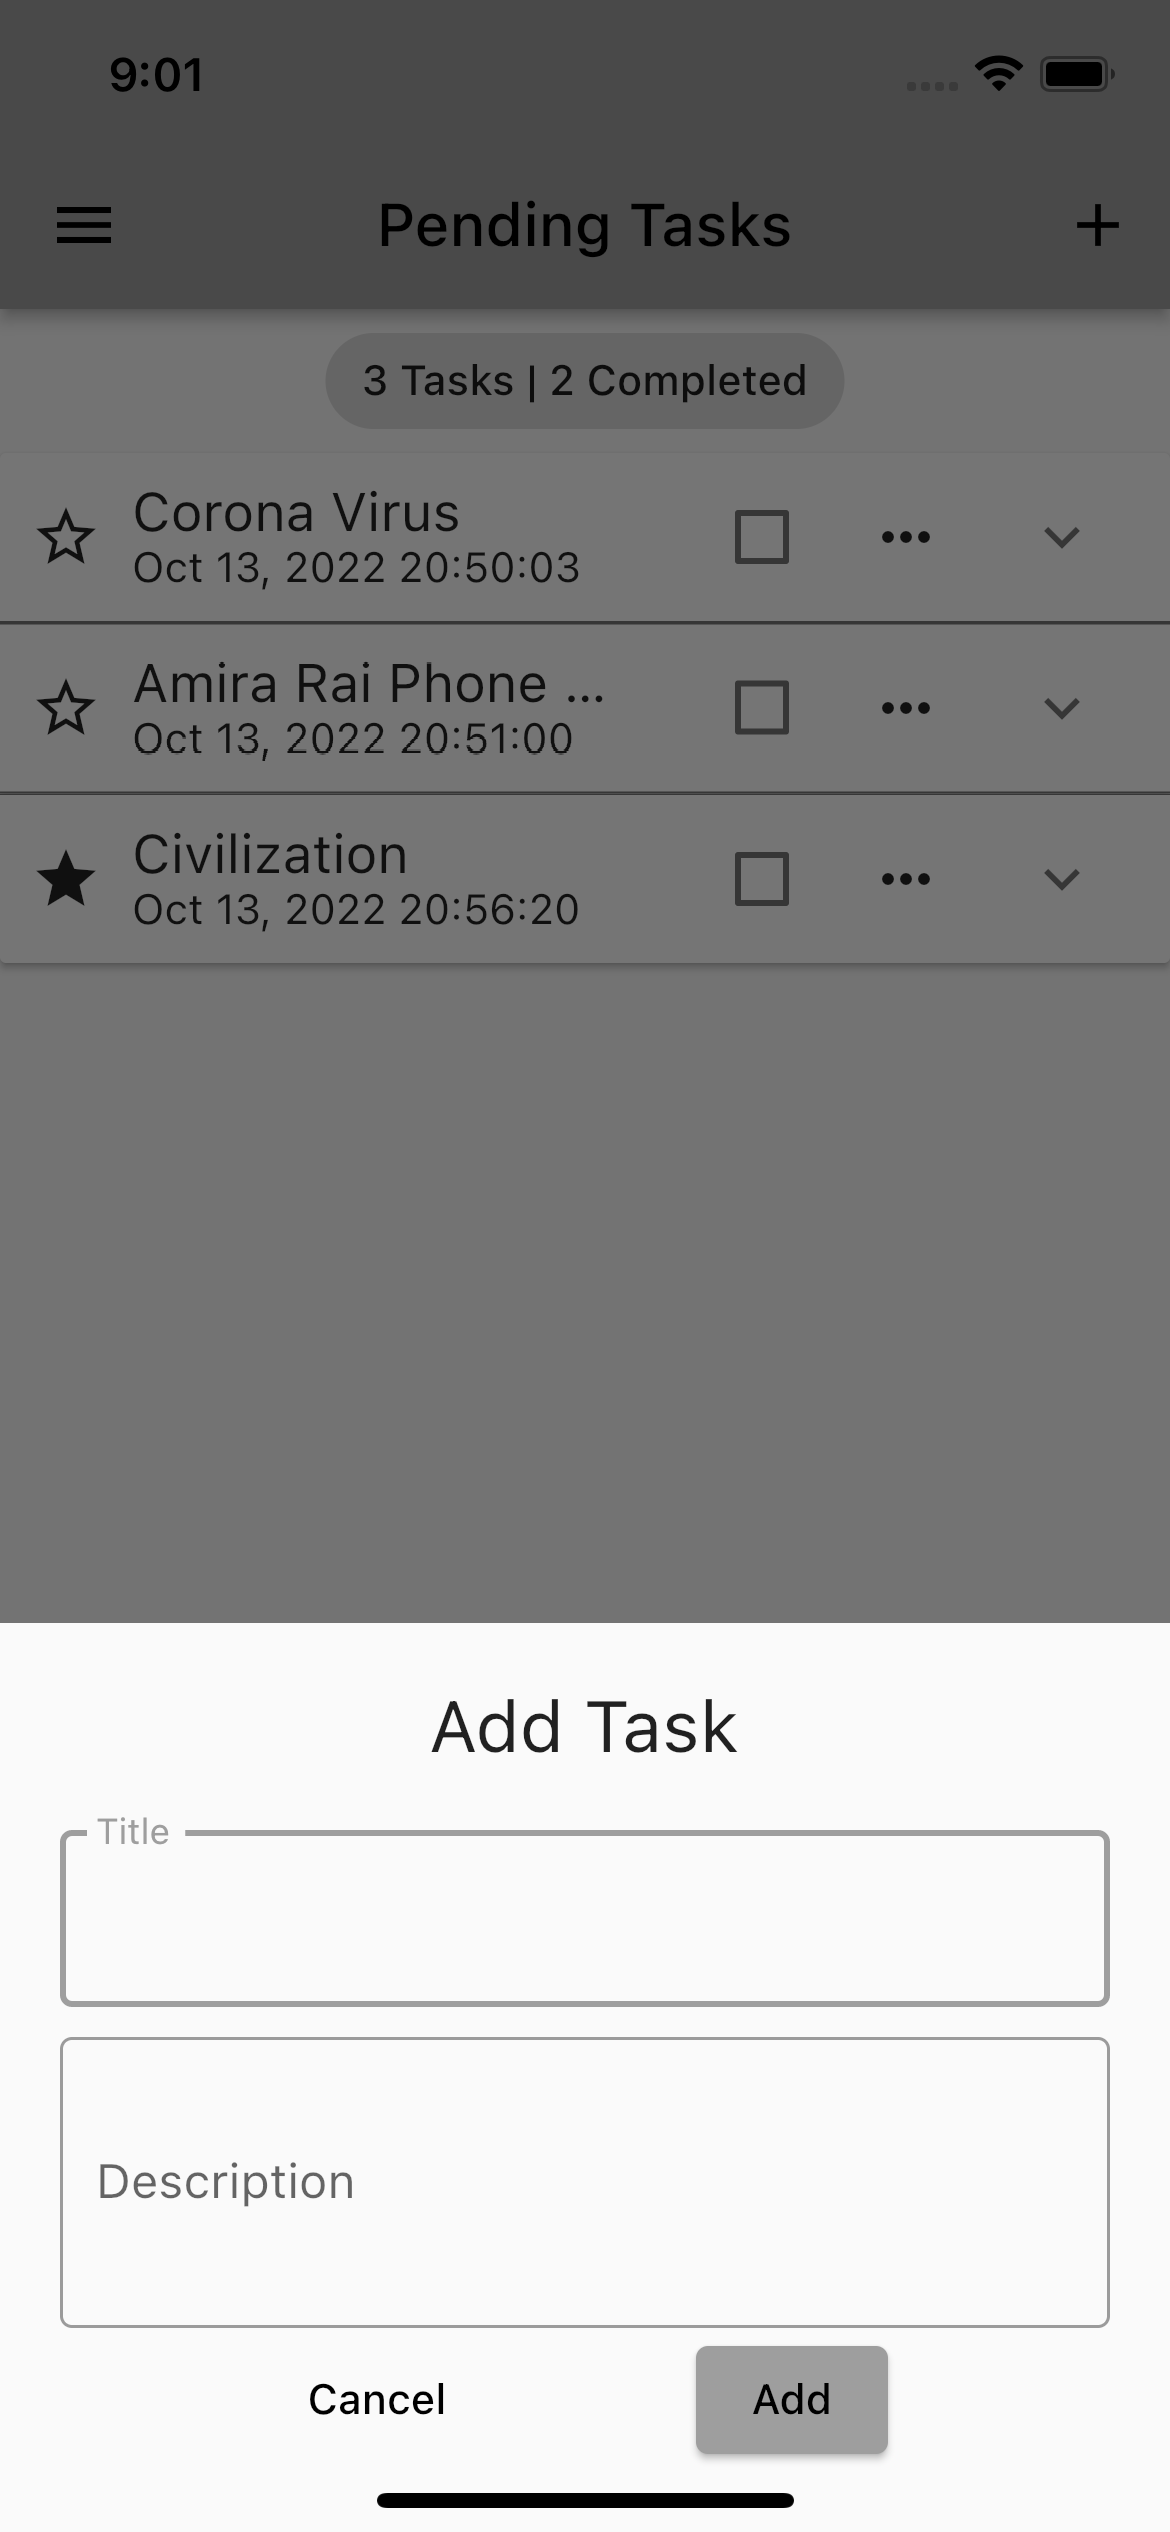 9:01
Pending Tasks
3 Tasks | 2 Completed
Corona Virus
Oct 13, 2022 20:50:03
Amira Rai Phone ...
Oct 13, 2022 20:51:00
Civilization
Oct 13, 2022 20:56:20
Add Task
Title
Description
Cancel
Add